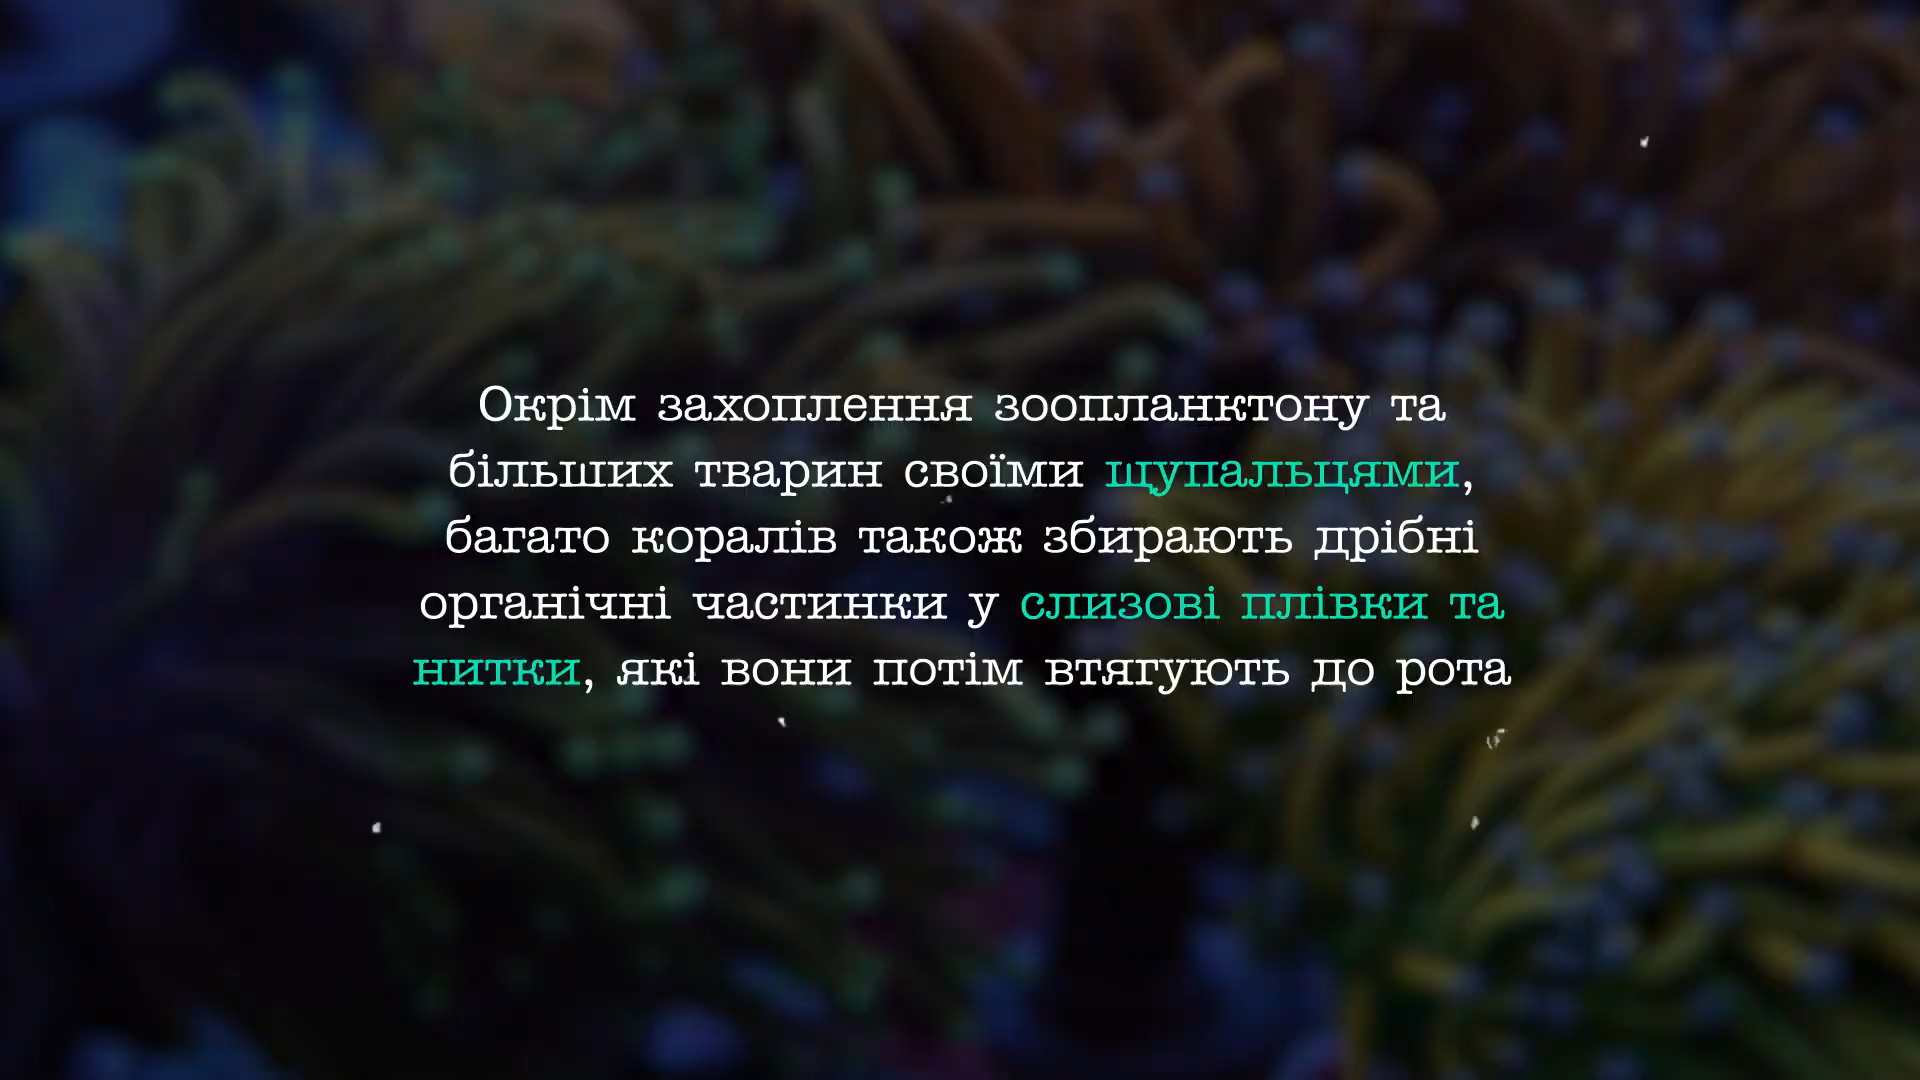 Окрім захоплення зоопланктону та
більших тварин своїми щупальцями,
багато коралів також збирають дрібні
органічні частинки у слизові плівки та
нитки, які вони потім втягують до рота